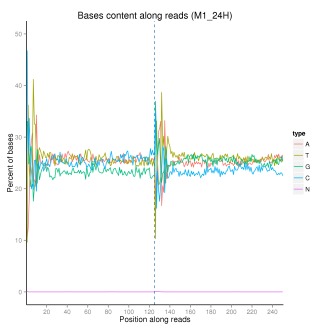 Bases content along reads (M1_24H)
Percent of bases
50
40
30
20
10
0
20 40 60 80 100 120 140 160 180 200 220 240
Position along reads
type
A
T
G
C
N